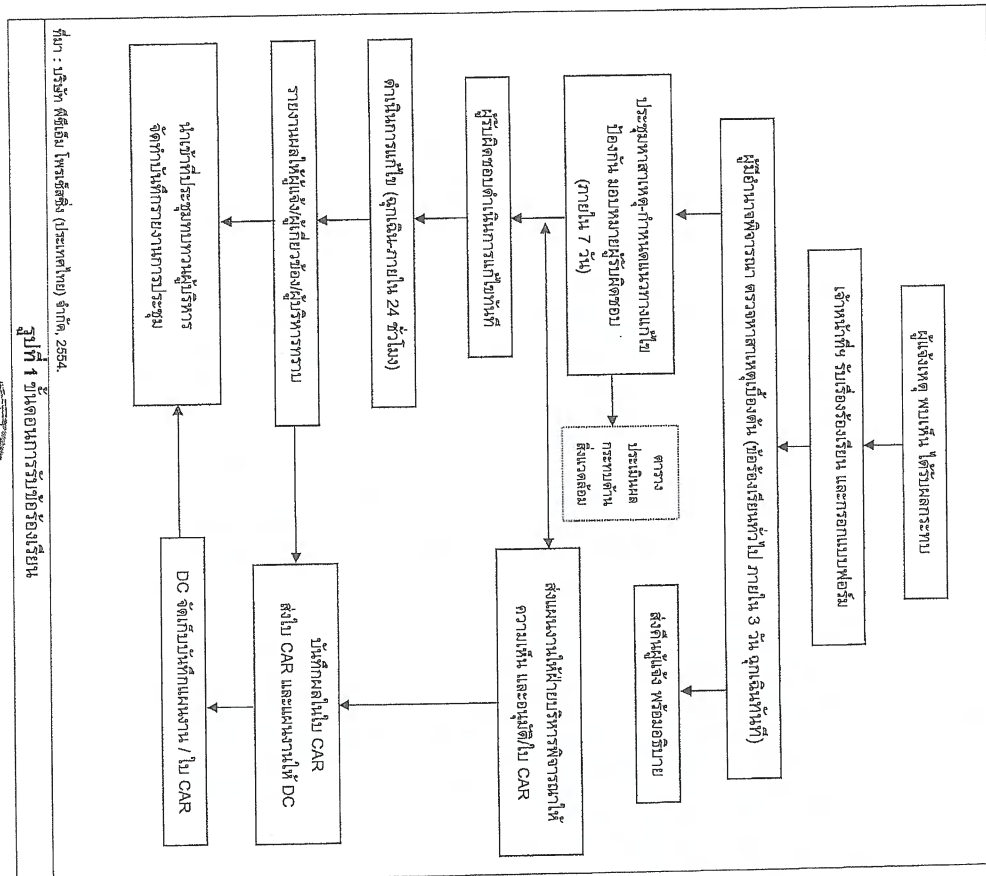 ผู้แจ้งเหตุ พบเห็น ได้รับผลกระทบ
เจ้าหน้าที่ฯ รับเรื่องร้องเรียน และกรอกแบบฟอร์ม
ผู้มีอำนาจพิจารณา ตรวจหาสาเหตุเบื้องต้น (ข้อร้องเรียนทั่วไป ภายใน 3 วัน ฉุกเฉินทันที)
ประชุมหาสาเหตุ-กำหนดแนวทางแก้ไข
ป้องกัน มอบหมายผู้รับผิดชอบ
(ภายใน 7 วัน)
ตาราง
ประเมินผล
กระทบด้าน
สิ่งแวดล้อม
ส่งคืนผู้แจ้ง พร้อมอธิบาย
ผู้รับผิดชอบดำเนินการแก้ไขทันที
ส่งแผนงานให้ฝ่ายบริหารพิจารณาให้
ความเห็น และอนุมัติ/ใบ CAR
ดำเนินการแก้ไข (ฉุกเฉิน-ภายใน 24 ชั่วโมง)
รายงานผลให้ผู้แจ้ง/ผู้เกี่ยวข้อง/ผู้บริหารทราบ
บันทึกผลในใบ CAR
ส่งใบ CAR และแผนงานให้ DC
นำเข้าที่ประชุมทบทวนผู้บริหาร
จัดทำบันทึกรายงานการประชุม
DC จัดเก็บบันทึกแผนงาน / ใบ CAR
ที่มา : บริษัท พีซีเอ็ม โพรเซ็สซิ่ง (ประเทศไทย) จำกัด, 2554.
รูปที่ 1 ขั้นตอนการรับข้อร้องเรียน